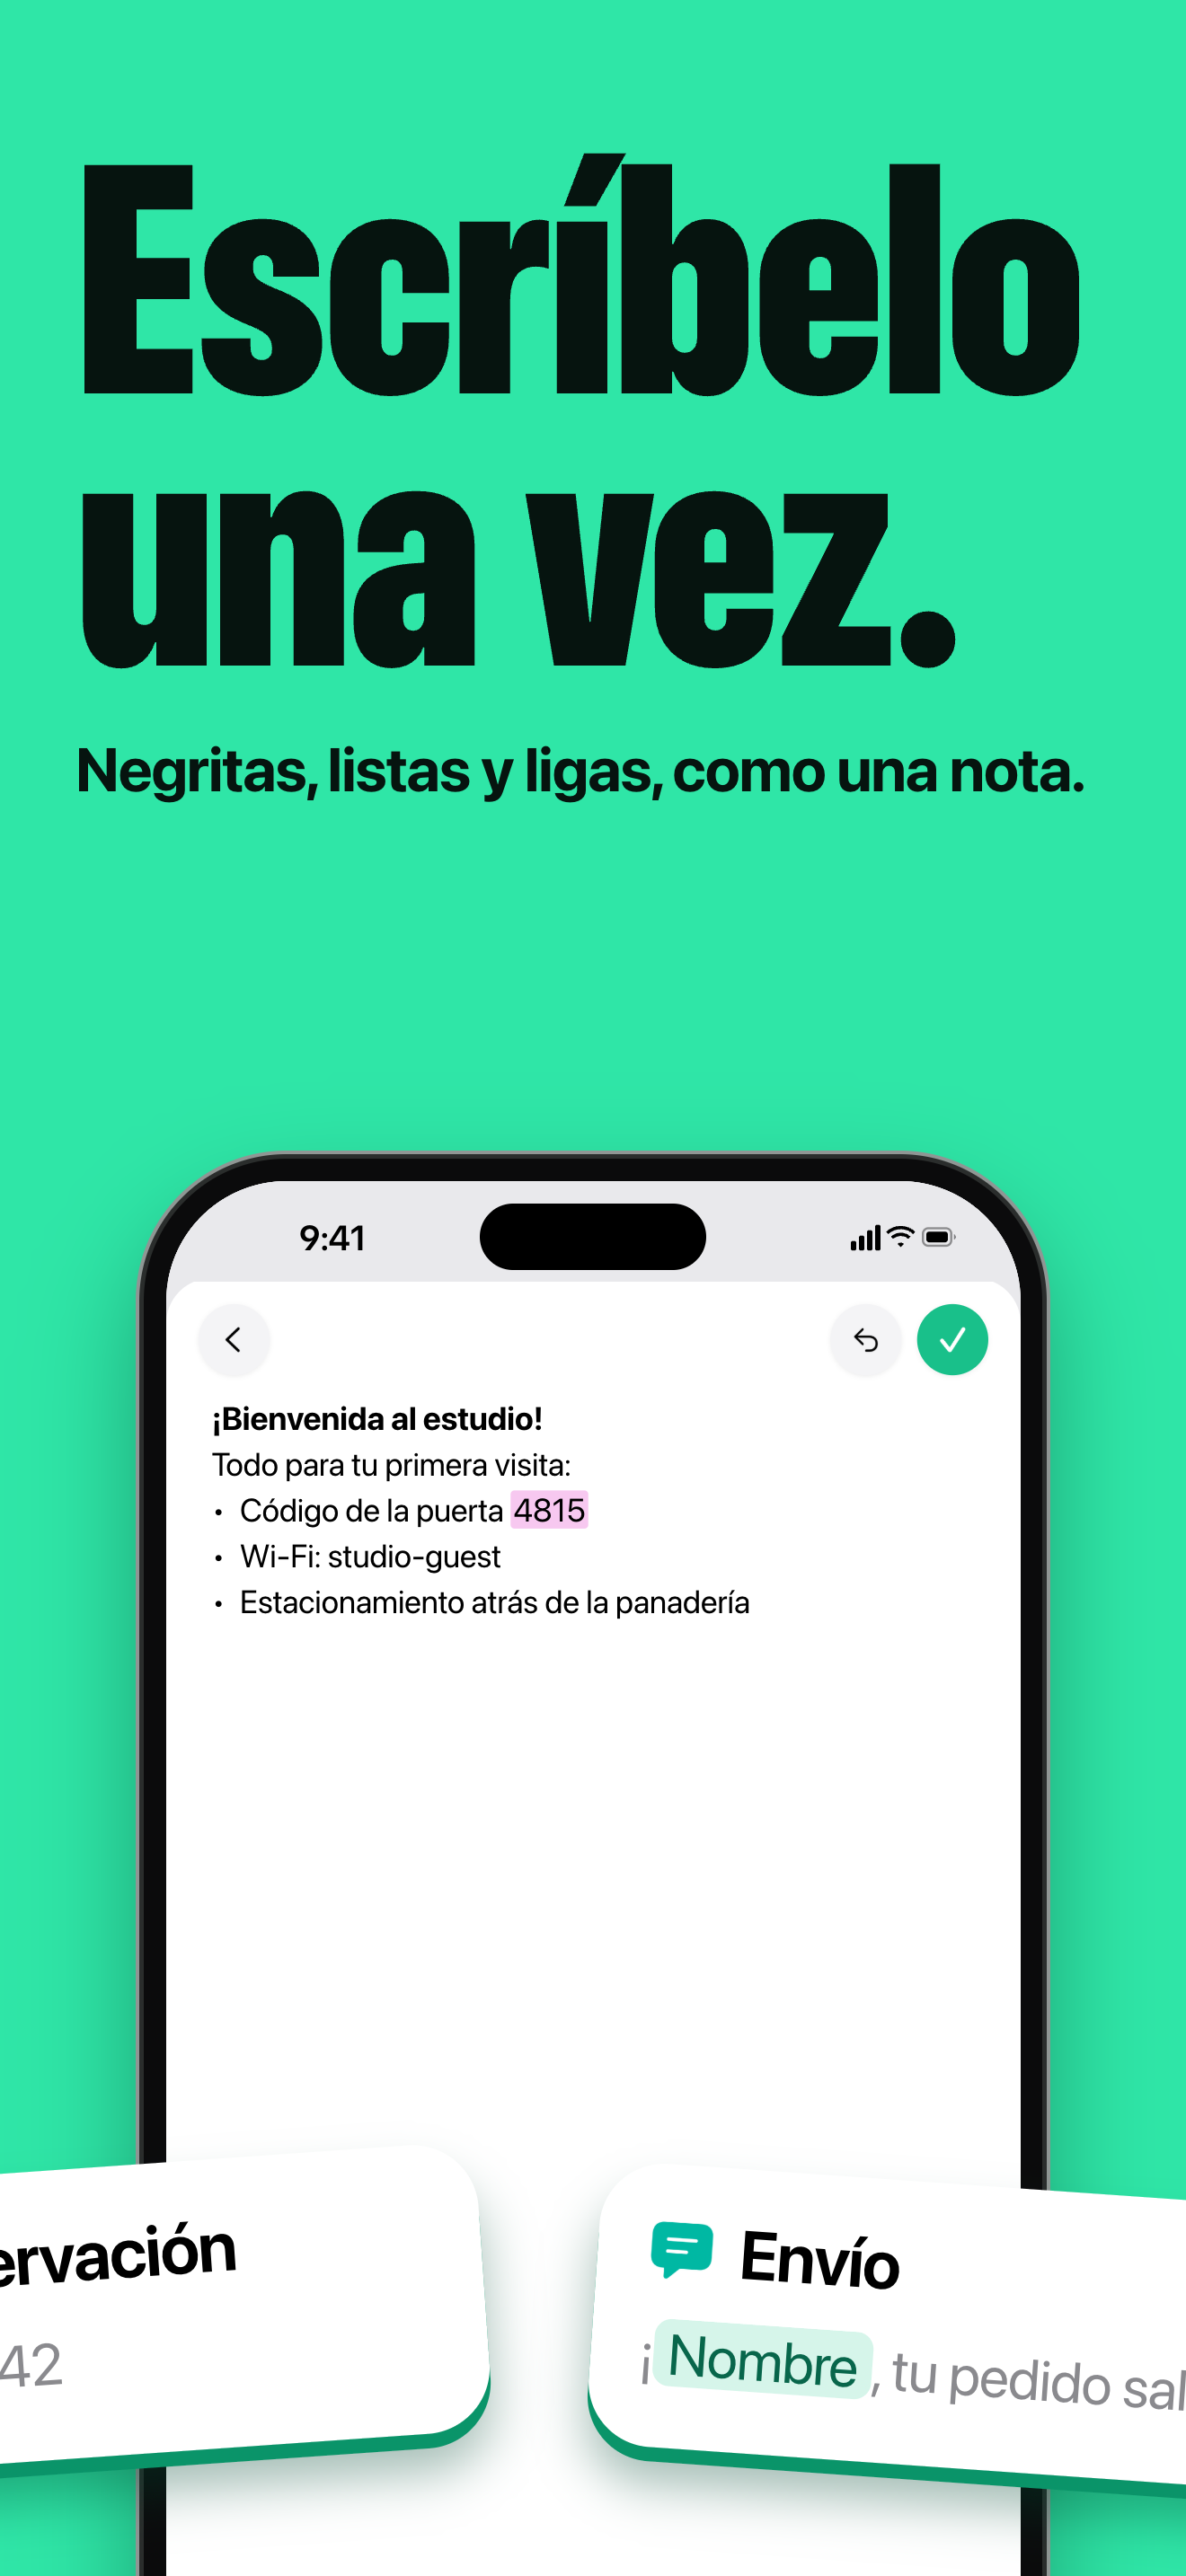 Escríbelo
una vez.
Negritas, listas y ligas, como una nota.
9:41
¡Bienvenida al estudio!
Todo para tu primera visita:
• Código de la puerta 4815
• Wi-Fi: studio-guest
• Estacionamiento atrás de la panadería
ervación
42
Envío
¡Nombre, tu pedido sal